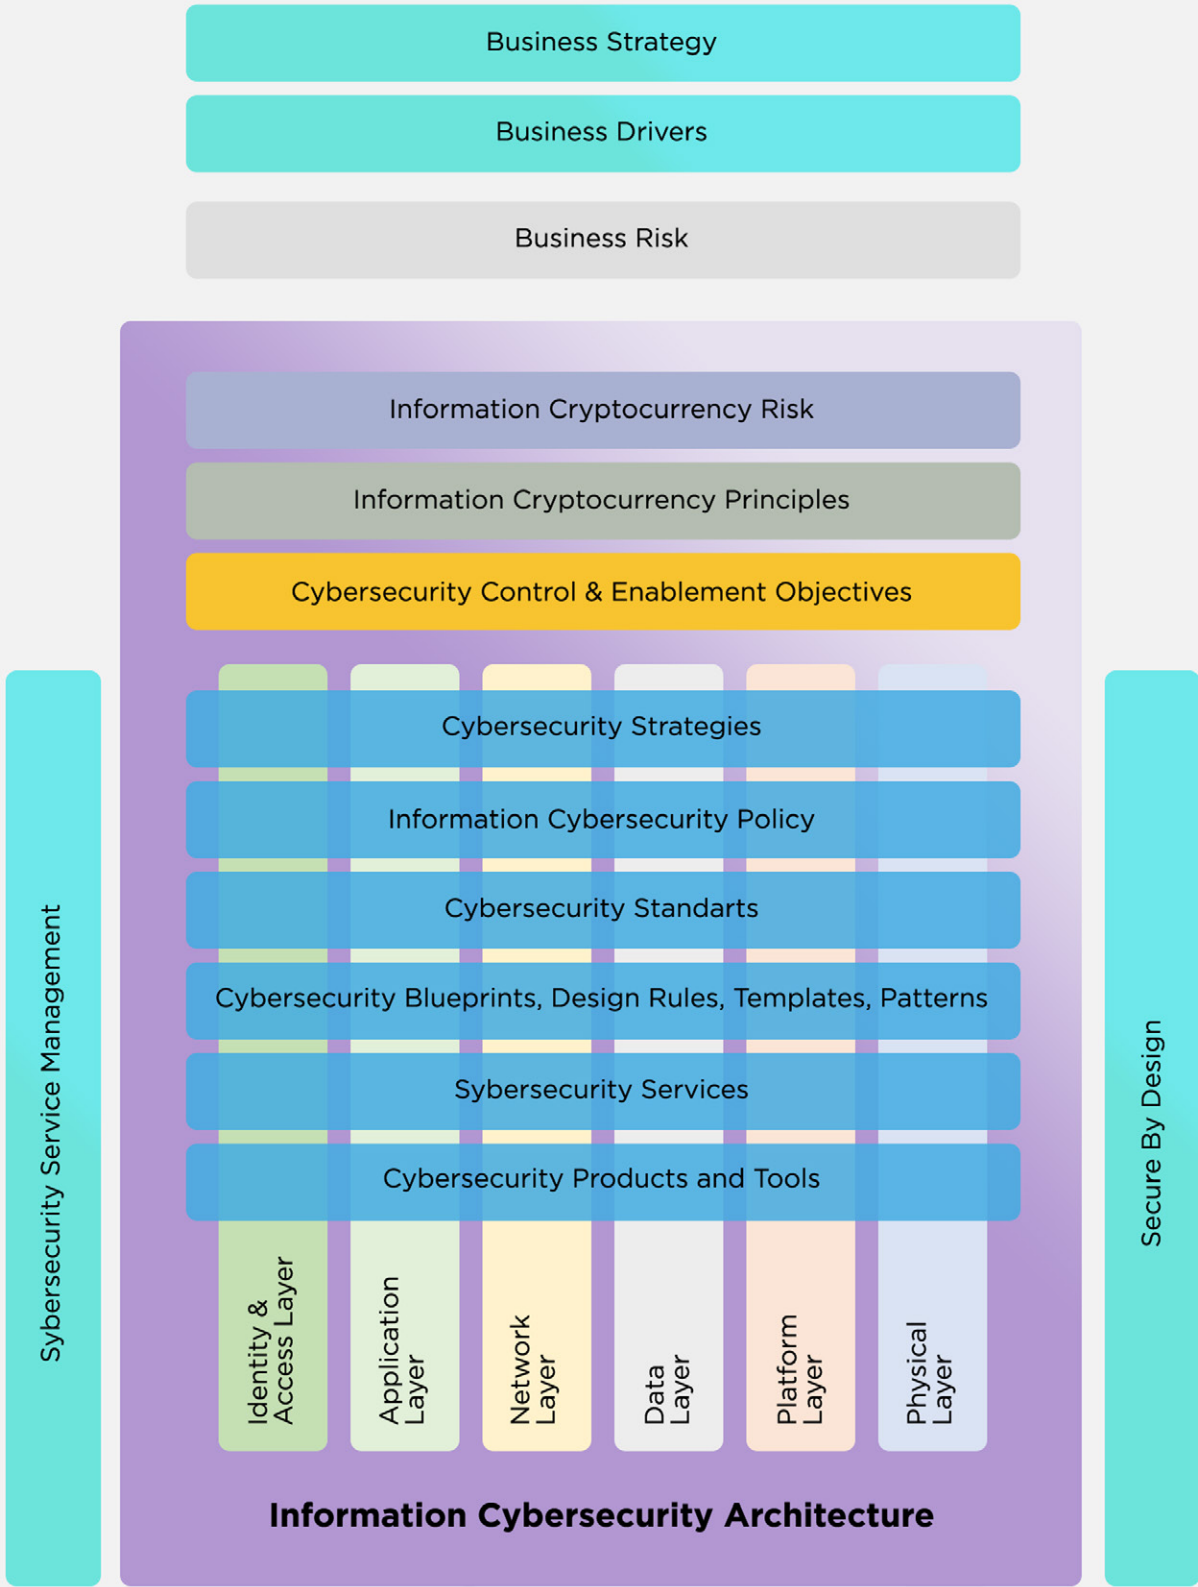 Business Strategy
Business Drivers
Business Risk
Information Cryptocurrency Risk
Information Cryptocurrency Principles
Cybersecurity Control & Enablement Objectives
Cybersecurity Strategies
Information Cybersecurity Policy
Cybersecurity Standarts
Cybersecurity Blueprints, Design Rules, Templates, Patterns
Sybersecurity Services
Cybersecurity Products and Tools
Identity &
Access Layer
Application
Layer
Network
Layer
Data
Layer
Platform
Layer
Physical
Layer
Information Cybersecurity Architecture
Sybersecurity Service Management
Secure By Design